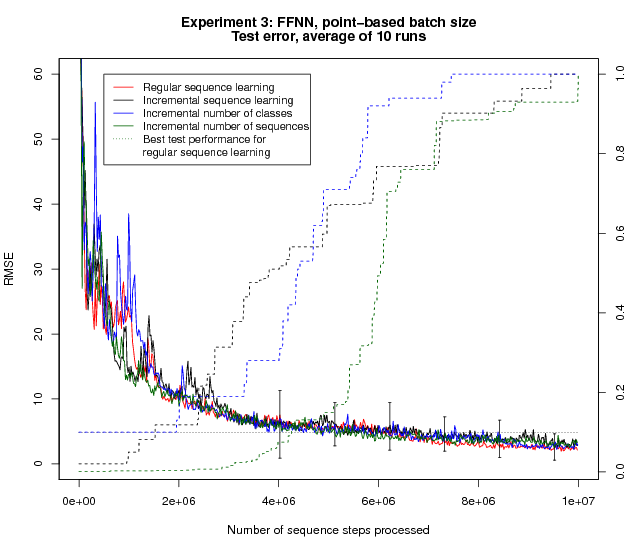 Experiment 3: FFNN, point−based batch size
Test error, average of 10 runs
Regular sequence learning
Incremental sequence learning
Incremental number of classes
Incremental number of sequences
Best test performance for
regular sequence learning
RMSE
60
50
40
30
20
10
0
1.0
0.8
0.6
0.4
0.2
0.0
0e+00 2e+06 4e+06 6e+06 8e+06 1e+07
Number of sequence steps processed